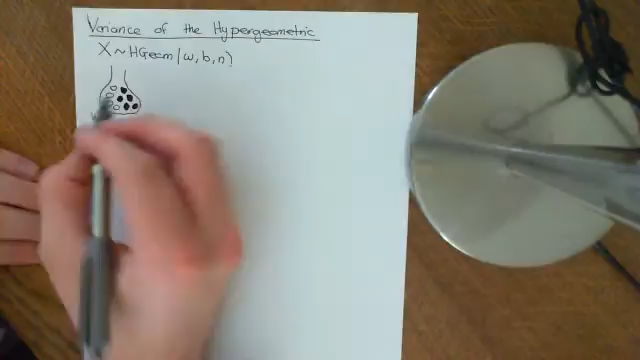 Variance of the Hypergeometric
X ~ HGeom(w, b, n)